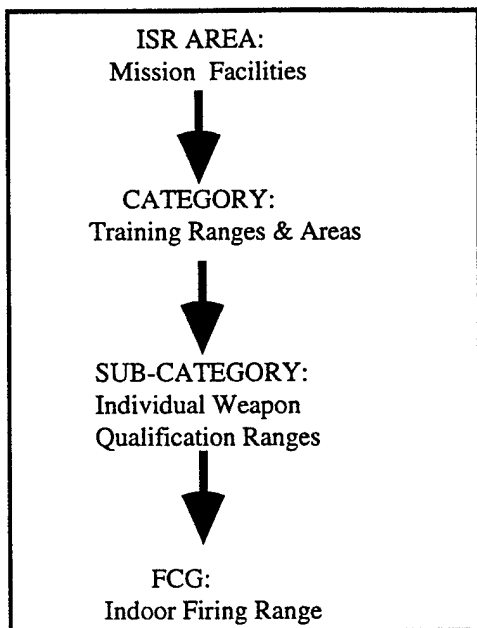 ISR AREA:
Mission Facilities
CATEGORY:
Training Ranges & Areas
SUB-CATEGORY:
Individual Weapon
Qualification Ranges
FCG:
Indoor Firing Range